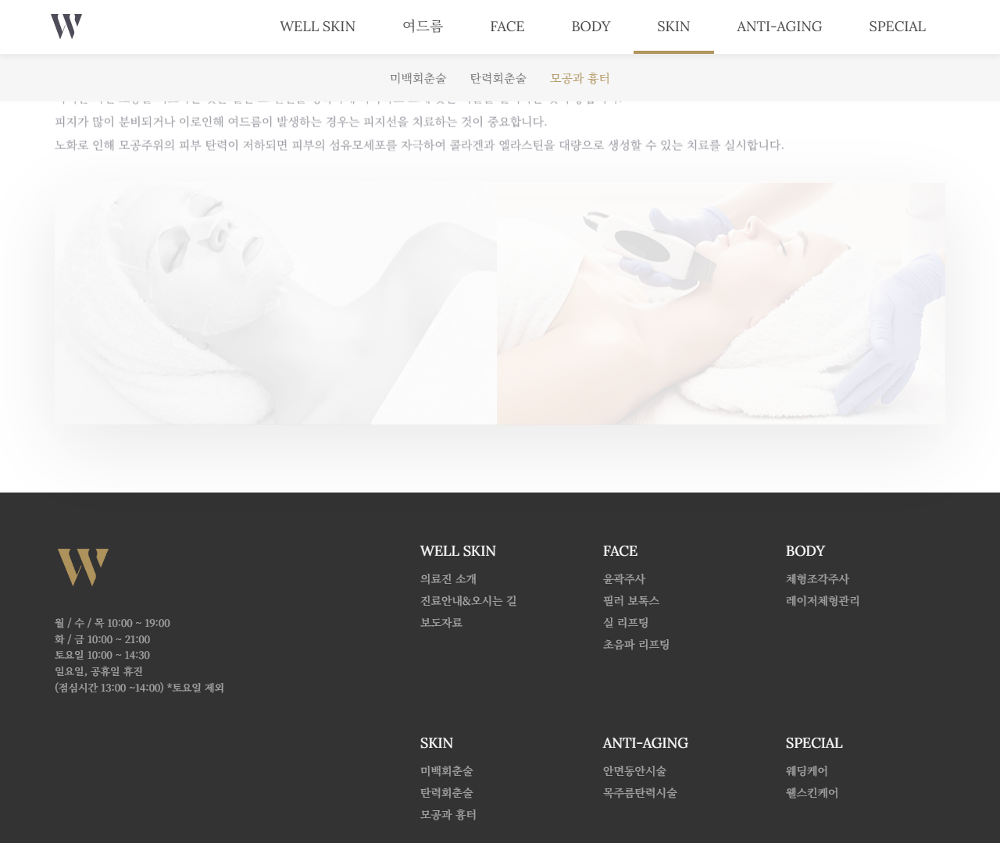 W
WELL SKIN 여드름 FACE BODY SKIN ANTI-AGING SPECIAL
미백회춘술 탄력회춘술 모공과 흉터
피지가 많이 분비되거나 이로인해 여드름이 발생하는 경우는 피지선을 치료하는 것이 중요합니다.
노화로 인해 모공주위의 피부 탄력이 저하되면 피부의 섬유모세포를 자극하여 콜라겐과 엘라스틴을 대량으로 생성할 수 있는 치료를 실시합니다.
W
월 / 수 / 목 10:00 ~ 19:00
화 / 금 10:00 ~ 21:00
토요일 10:00 ~ 14:30
일요일, 공휴일 휴진
(점심시간 13:00 ~14:00) *토요일 제외
WELL SKIN
의료진 소개
진료안내&오시는 길
보도자료
FACE
윤곽주사
필러 보톡스
실 리프팅
초음파 리프팅
BODY
체형조각주사
레이저체형관리
SKIN
미백회춘술
탄력회춘술
모공과 흉터
ANTI-AGING
안면동안시술
목주름탄력시술
SPECIAL
웨딩케어
웰스킨케어